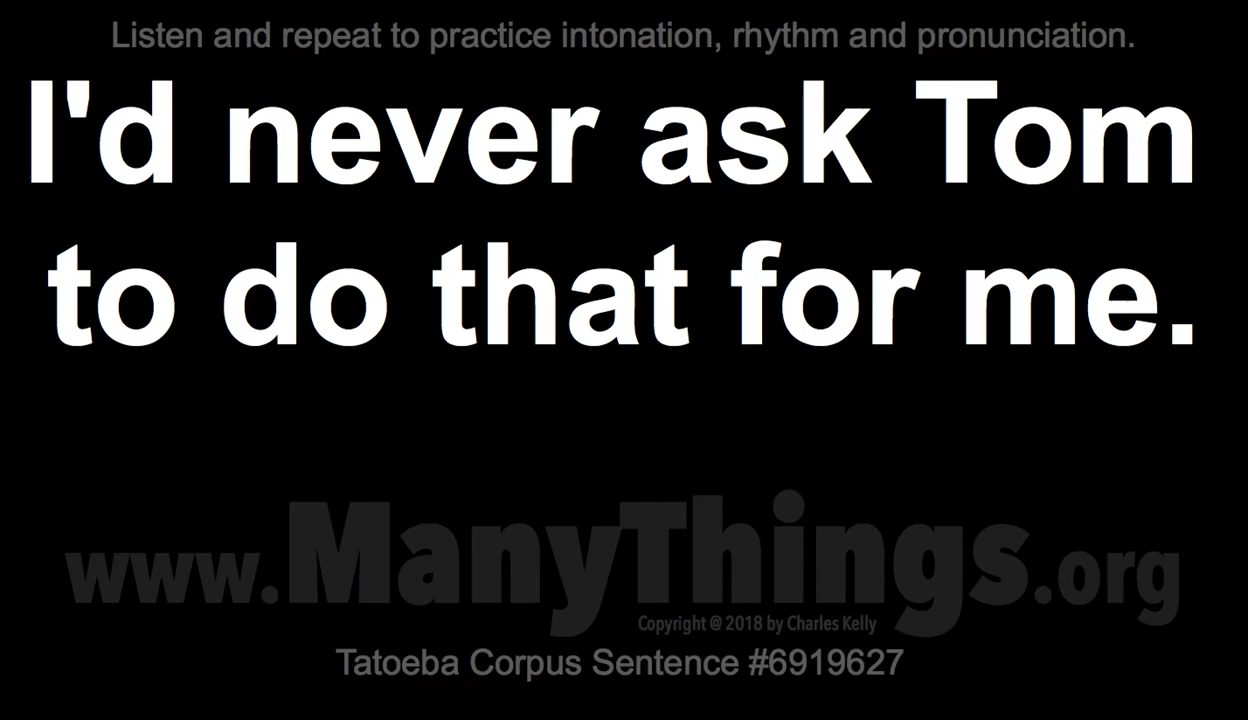 Listen and repeat to practice intonation, rhythm and pronunciation.
I'd never ask Tom
to do that for me.
www.ManyThings.org
Copyright @ 2018 by Charles Kelly
Tatoeba Corpus Sentence #6919627